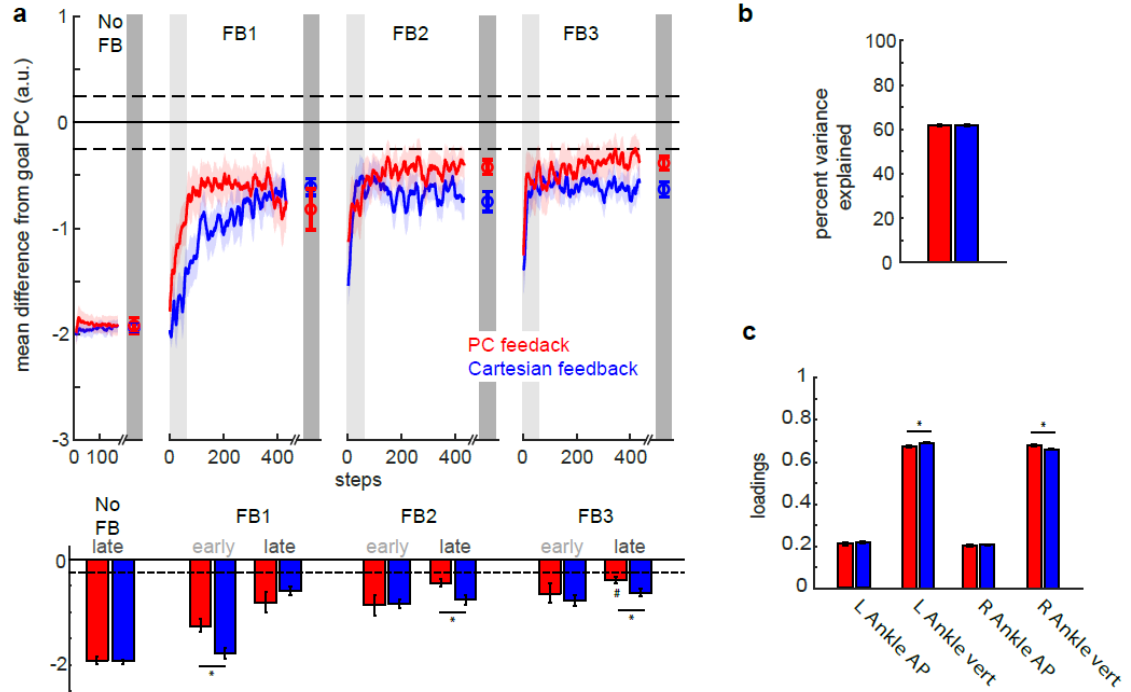 a
No
FB
FB1
FB2
FB3
mean difference from goal PC (a.u.)
1
0
-1
-2
-3
PC feedack
Cartesian feedback
0 100
0 200 400
0 200 400
0 200 400
steps
No
FB
FB1
FB2
FB3
late
early
late
early
late
early
late
0
-2
*
*
#
*
b
percent variance
explained
100
80
60
40
20
0
c
loadings
1
0.8
0.6
0.4
0.2
0
*
*
L Ankle AP
L Ankle vert
R Ankle AP
R Ankle vert